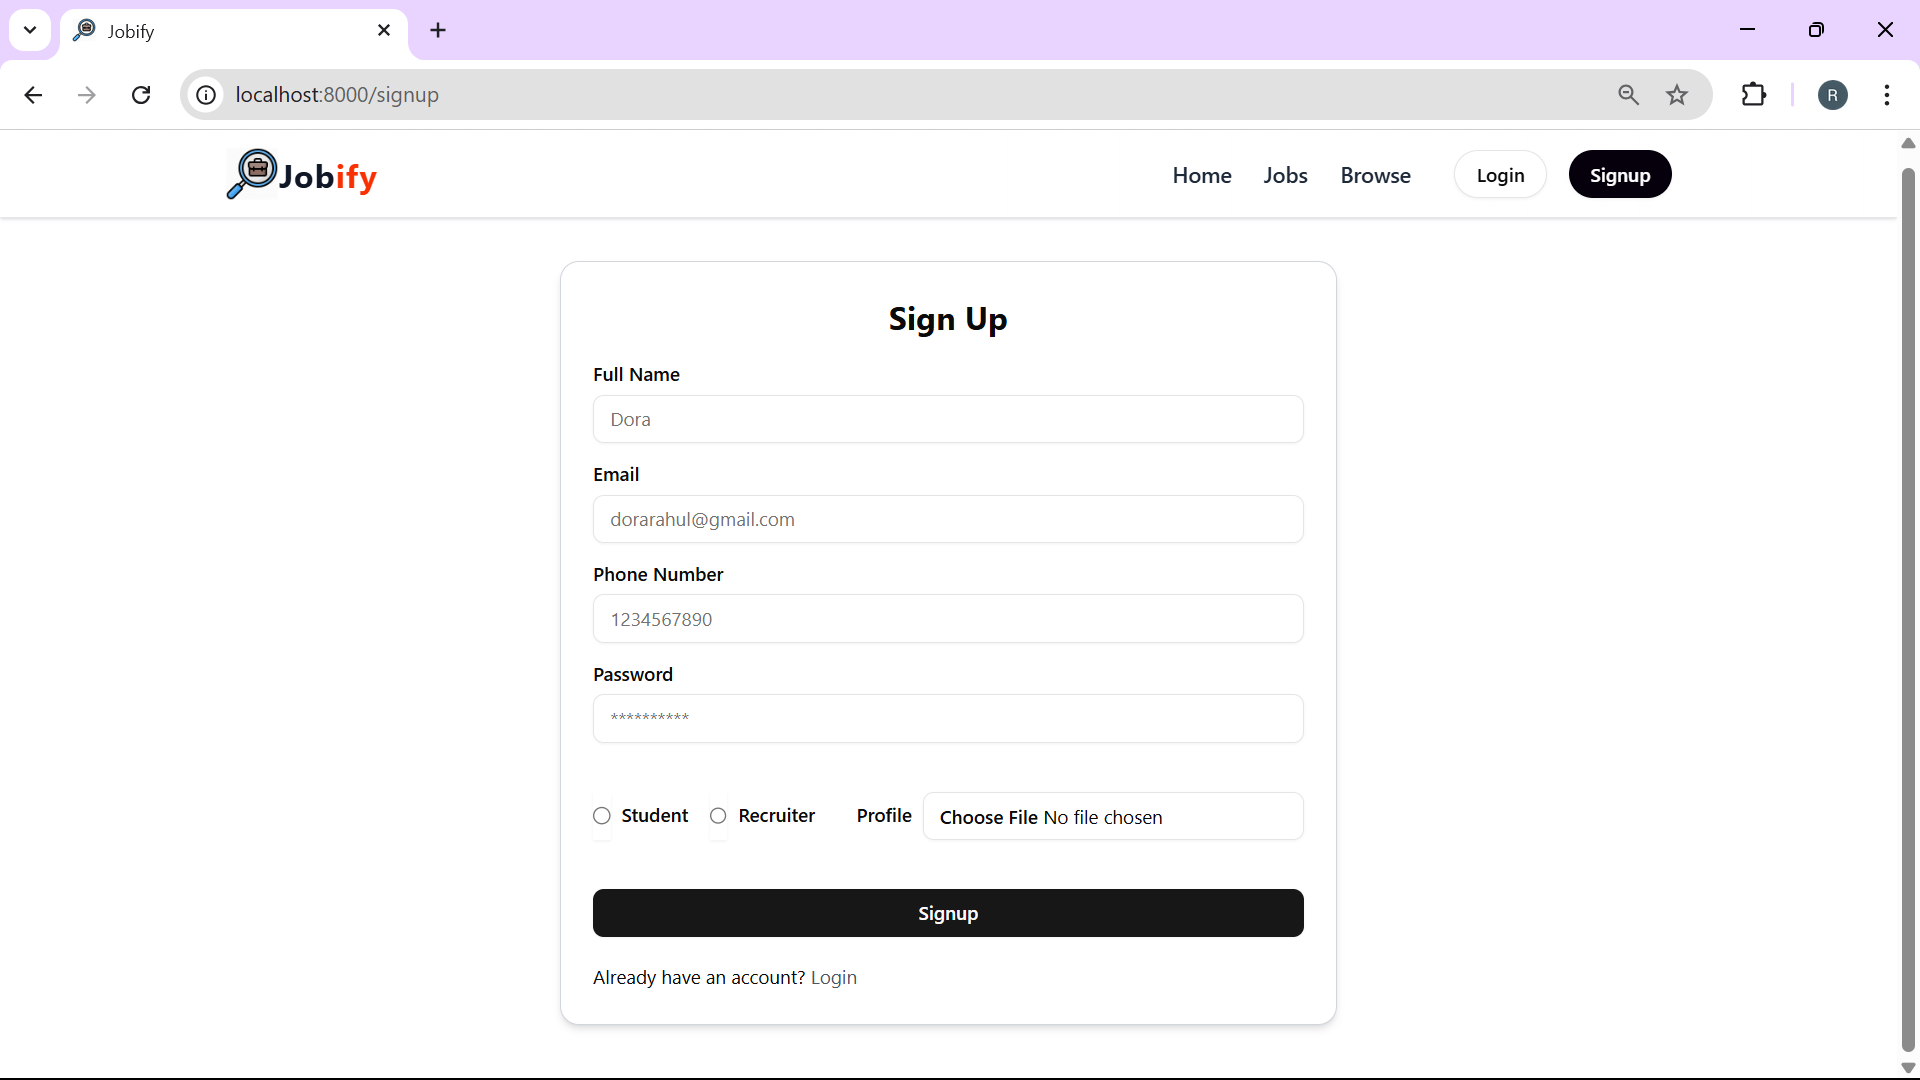 Jobify
localhost:8000/signup
R
Jobify
Home Jobs Browse Login Signup
Sign Up
Full Name
Dora
Email
dorarahul@gmail.com
Phone Number
1234567890
Password
**********
Student Recruiter Profile Choose File No file chosen
Signup
Already have an account? Login